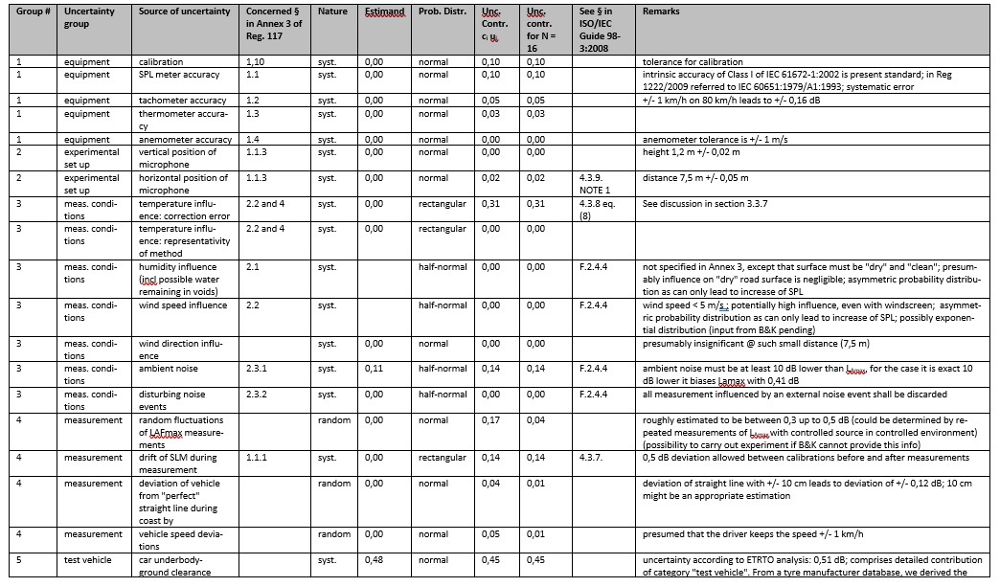 Group # Uncertainty group Source of uncertainty Concerned § in Annex 3 of Reg. 117 Nature Estimand Prob. Distr. Unc. Contr. cᵢ uᵢ Unc. contr. for N = 16 See § in ISO/IEC Guide 98-3:2008 Remarks
1 equipment calibration 1,10 syst. 0,00 normal 0,10 0,10 tolerance for calibration
1 equipment SPL meter accuracy 1.1 syst. 0,00 normal 0,10 0,10 intrinsic accuracy of Class I of IEC 61672-1:2002 is present standard; in Reg
1222/2009 referred to IEC 60651:1979/A1:1993; systematic error
1 equipment tachometer accuracy 1.2 syst. 0,00 normal 0,05 0,05 +/- 1 km/h on 80 km/h leads to +/- 0,16 dB
1 equipment thermometer accura- 1.3 syst. 0,00 normal 0,03 0,03
cy
1 equipment anemometer accuracy 1.4 syst. 0,00 normal 0,00 0,00 anemometer tolerance is +/- 1 m/s
2 experimental vertical position of 1.1.3 syst. 0,00 normal 0,00 0,00 height 1,2 m +/- 0,02 m
set up microphone
2 experimental horizontal position of 1.1.3 syst. 0,00 normal 0,02 0,02 4.3.9. distance 7,5 m +/- 0,05 m
set up microphone NOTE 1
3 meas. condi- temperature influ- 2.2 and 4 syst. 0,00 rectangular 0,31 0,31 4.3.8 eq. See discussion in section 3.3.7
tions ence: correction error (8)
3 meas. condi- temperature influ- 2.2 and 4 syst. 0,00 rectangular 0,00 0,00
tions ence: representativity
of method
3 meas. condi- humidity influence 2.1 syst. half-normal 0,00 0,00 F.2.4.4 not specified in Annex 3, except that surface must be "dry" and "clean"; presum-
tions (incl possible water ably influence on "dry" road surface is negligible; asymmetric probability distribu-
remaining in voids) tion as can only lead to increase of SPL
3 meas. condi- wind speed influence 2.2 syst. half-normal 0,00 0,00 F.2.4.4 wind speed < 5 m/s ; potentially high influence, even with windscreen; asymmet-
tions ric probability distribution as can only lead to increase of SPL; possibly exponen-
tial distribution (input from B&K pending)
3 meas. condi- wind direction influ- syst. 0,00 normal 0,00 0,00 presumably insignificant @ such small distance (7,5 m)
tions ence
3 meas. condi- ambient noise 2.3.1 syst. 0,11 half-normal 0,14 0,14 F.2.4.4 ambient noise must be at least 10 dB lower than for the case it is exact 10
tions dB lower it biases Lamax with 0,41 dB
3 meas. condi- disturbing noise 2.3.2 syst. half-normal 0,00 0,00 F.2.4.4 all measurement influenced by an external noise event shall be discarded
tions events
4 measurement random fluctuations random 0,00 normal 0,17 0,04 roughly estimated to be between 0,3 up to 0,5 dB (could be determined by re-
of LAFmax measure- peated measurements of with controlled source in controlled environment)
ments (possibility to carry out experiment if B&K cannot provide this info)
4 measurement drift of SLM during 1.1.1 syst. 0,00 rectangular 0,14 0,14 4.3.7. 0,5 dB deviation allowed between calibrations before and after measurements
measurement
4 measurement deviation of vehicle random 0,00 normal 0,04 0,01 deviation of straight line with +/- 10 cm leads to deviation of +/- 0,12 dB; 10 cm
from "perfect" might be an appropriate estimation
straight line during
coast by
4 measurement vehicle speed devia- random 0,00 normal 0,05 0,01 presumed that the driver keeps the speed +/- 1 km/h
tions
5 test vehicle car underbody- syst. 0,48 normal 0,45 0,45 uncertainty according to ETRTO analysis: 0,51 dB; comprises detailed contribution
ground clearance of category "test vehicle". From a tyre manufacturer database, we derived the